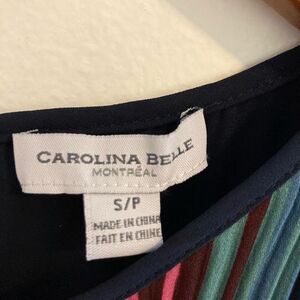 CAROLINA BELLE
MONTRÉAL
S/P
MADE IN CHINA
FAIT EN CHINE